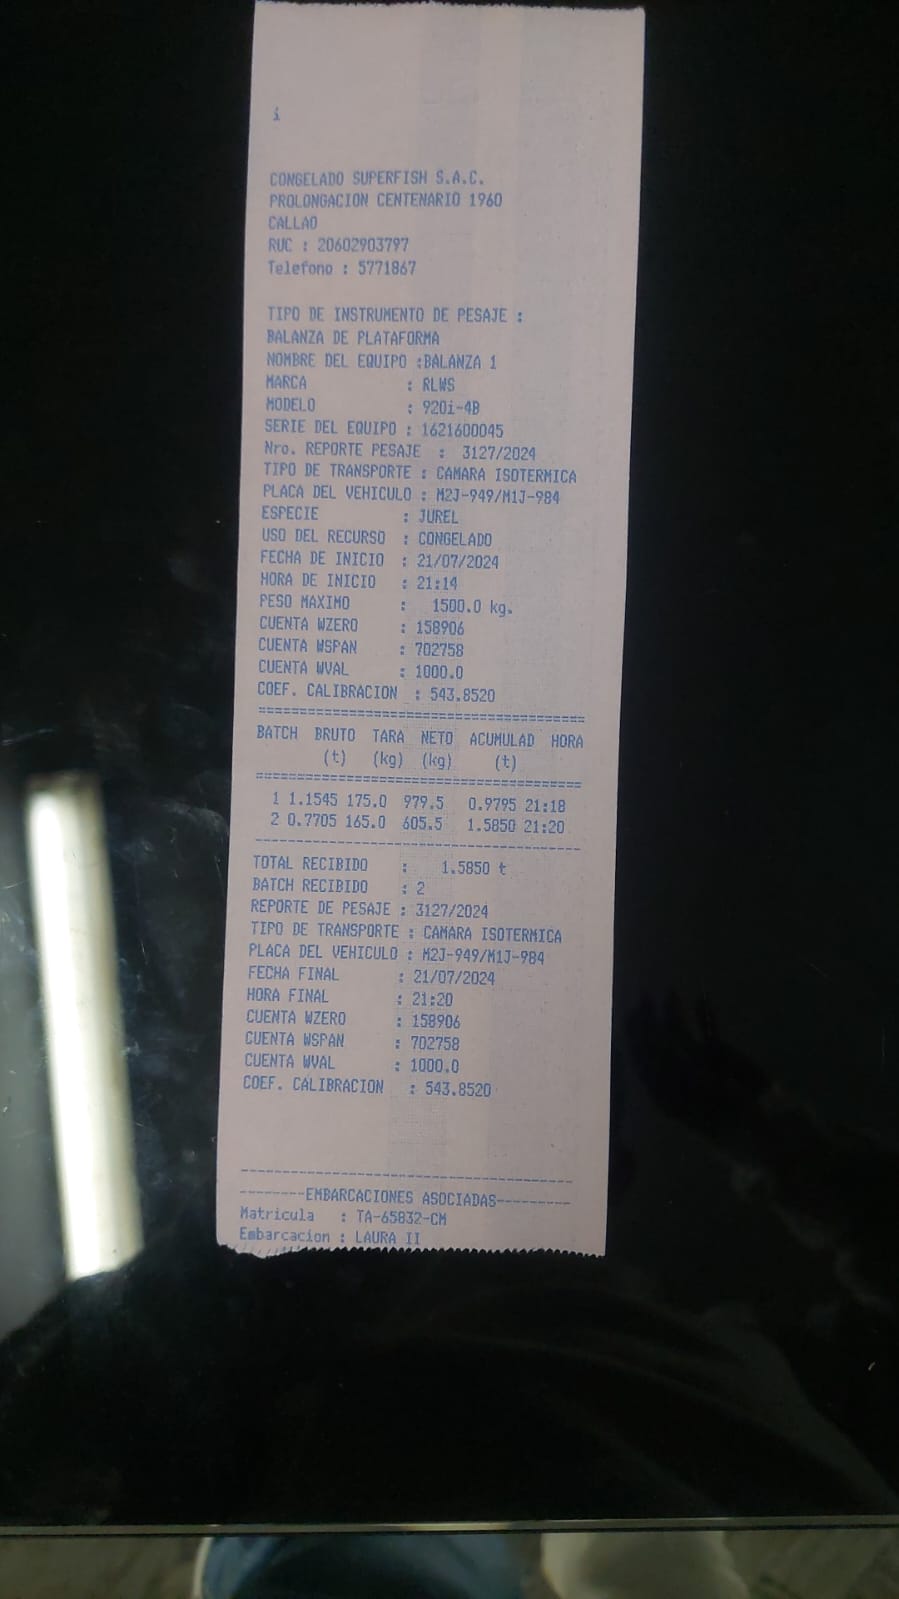 i
CONGELADO SUPERFISH S.A.C.
PROLONGACION CENTENARIO 1960
CALLAO
RUC : 20602903797
Telefono : 5771867
TIPO DE INSTRUMENTO DE PESAJE :
BALANZA DE PLATAFORMA
NOMBRE DEL EQUIPO :BALANZA 1
MARCA : RLWS
MODELO : 920i-4B
SERIE DEL EQUIPO : 1621600045
Nro. REPORTE PESAJE : 3127/2024
TIPO DE TRANSPORTE : CAMARA ISOTERMICA
PLACA DEL VEHICULO : M2J-949/M1J-984
ESPECIE : JUREL
USO DEL RECURSO : CONGELADO
FECHA DE INICIO : 21/07/2024
HORA DE INICIO : 21:14
PESO MAXIMO : 1500.0 kg.
CUENTA WZERO : 158906
CUENTA WSPAN : 702758
CUENTA WVAL : 1000.0
COEF. CALIBRACION : 543.8520
========================================
BATCH BRUTO TARA NETO ACUMULAD HORA
(t) (kg) (kg) (t)
========================================
1 1.1545 175.0 979.5 0.9795 21:18
2 0.7705 165.0 605.5 1.5850 21:20
----------------------------------------
TOTAL RECIBIDO : 1.5850 t
BATCH RECIBIDO : 2
REPORTE DE PESAJE : 3127/2024
TIPO DE TRANSPORTE : CAMARA ISOTERMICA
PLACA DEL VEHICULO : M2J-949/M1J-984
FECHA FINAL : 21/07/2024
HORA FINAL : 21:20
CUENTA WZERO : 158906
CUENTA WSPAN : 702758
CUENTA WVAL : 1000.0
COEF. CALIBRACION : 543.8520
----------------------------------------
--------EMBARCACIONES ASOCIADAS---------
Matricula : TA-65832-CM
Embarcacion : LAURA II